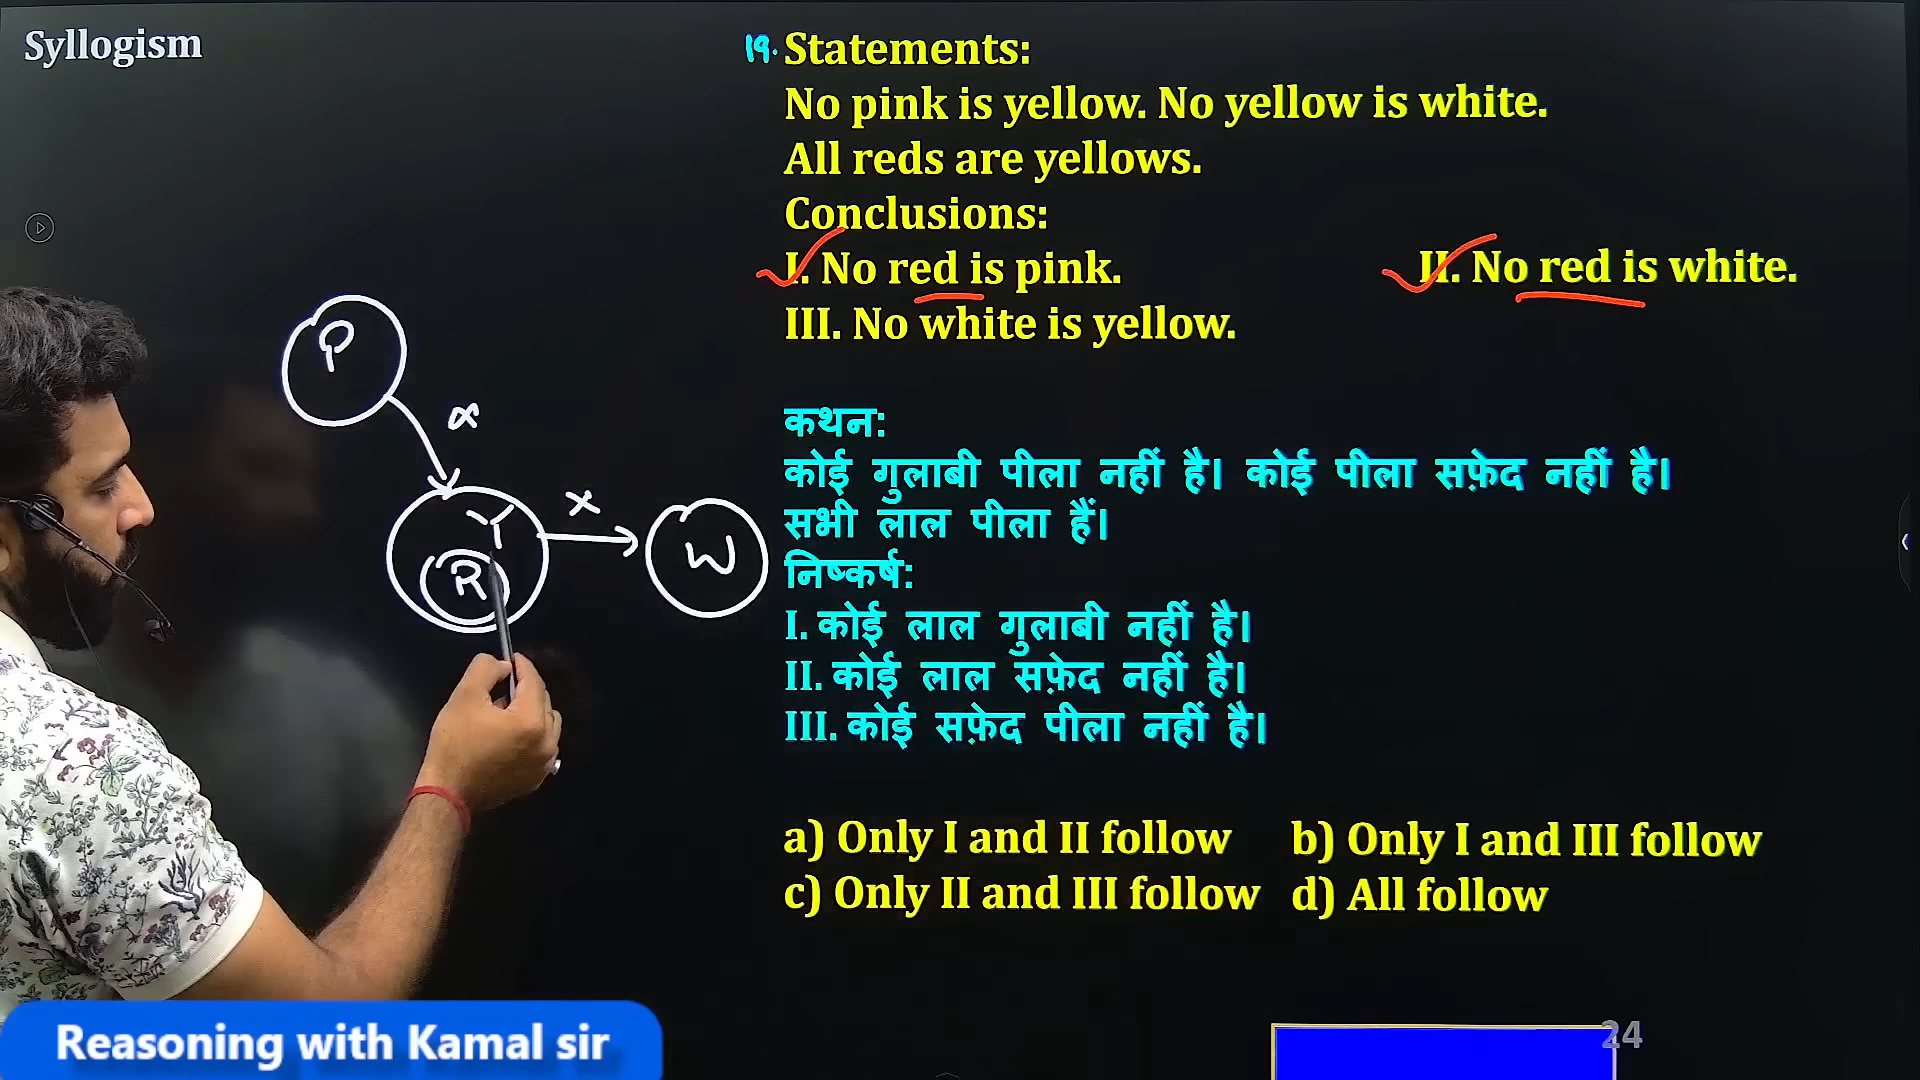 Syllogism
19. Statements:
No pink is yellow. No yellow is white.
All reds are yellows.
Conclusions:
I. No red is pink. II. No red is white.
III. No white is yellow.
कथन:
कोई गुलाबी पीला नहीं है। कोई पीला सफ़ेद नहीं है।
सभी लाल पीला हैं।
निष्कर्ष:
I. कोई लाल गुलाबी नहीं है।
II. कोई लाल सफ़ेद नहीं है।
III. कोई सफ़ेद पीला नहीं है।
a) Only I and II follow b) Only I and III follow
c) Only II and III follow d) All follow
P
x
Y
x
R
W
Reasoning with Kamal sir
24